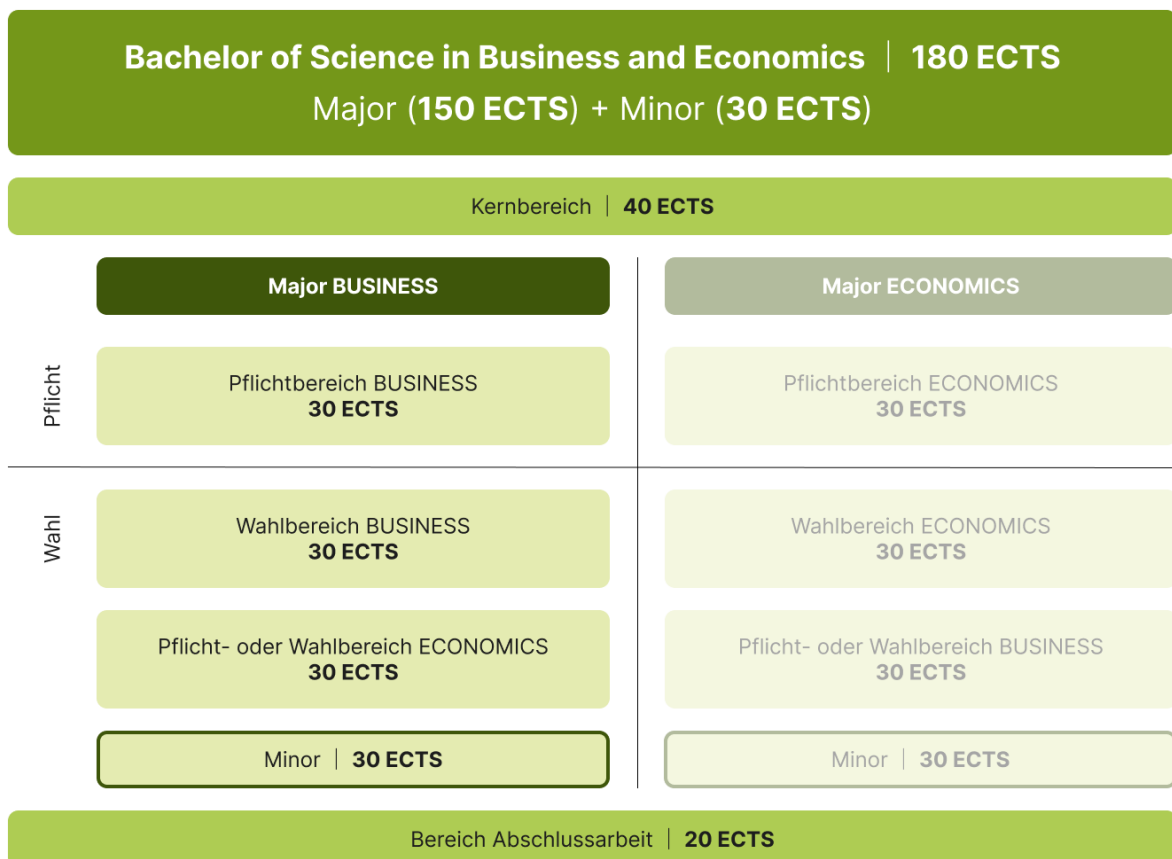 Bachelor of Science in Business and Economics | 180 ECTS
Major (150 ECTS) + Minor (30 ECTS)
Kernbereich | 40 ECTS
Major BUSINESS
Major ECONOMICS
Pflicht
Pflichtbereich BUSINESS
30 ECTS
Pflichtbereich ECONOMICS
30 ECTS
Wahl
Wahlbereich BUSINESS
30 ECTS
Wahlbereich ECONOMICS
30 ECTS
Pflicht- oder Wahlbereich ECONOMICS
30 ECTS
Pflicht- oder Wahlbereich BUSINESS
30 ECTS
Minor | 30 ECTS
Minor | 30 ECTS
Bereich Abschlussarbeit | 20 ECTS